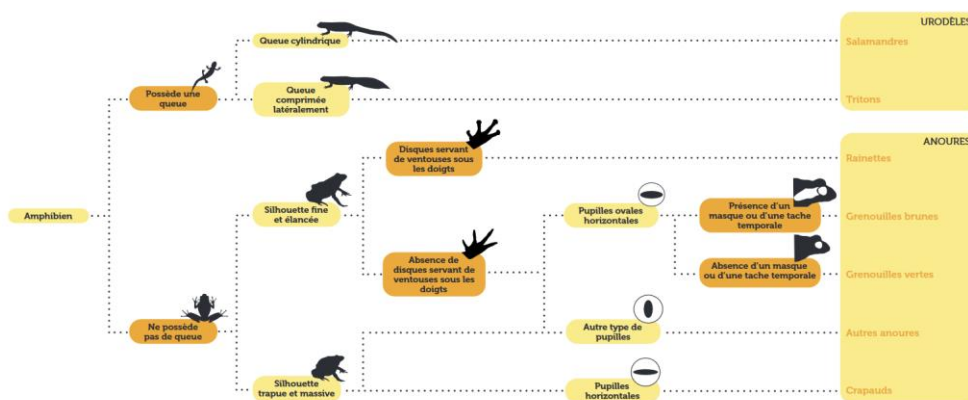 URODÈLES
Queue cylindrique
Salamandres
Possède une
queue
Queue
comprimée
latéralement
Tritons
ANOURES
Disques servant
de ventouses sous
les doigts
Rainettes
Amphibien
Silhouette fine
et élancée
Pupilles ovales
horizontales
Présence d'un
masque ou d'une tache
temporale
Grenouilles brunes
Absence de
disques servant de
ventouses sous les
doigts
Absence d'un masque
ou d'une tache temporale
Grenouilles vertes
Ne possède
pas de queue
Autre type de
pupilles
Autres anoures
Silhouette
trapue et massive
Pupilles
horizontales
Crapauds